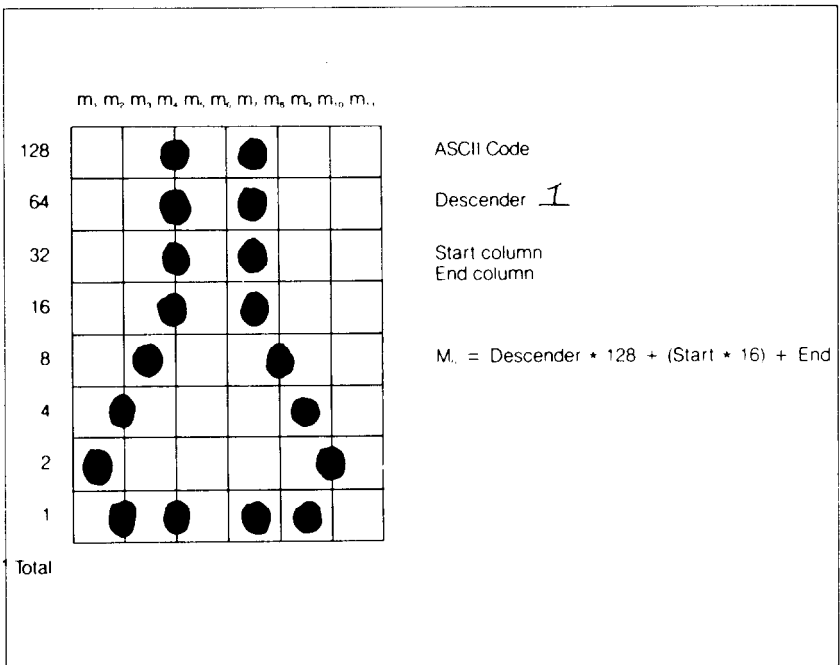 m₁ m₂ m₃ m₄ m₅ m₆ m₇ m₈ m₉ m₁₀ m₁₁
128
ASCII Code
64
Descender 1
32
Start column
End column
16
8
M₀ = Descender * 128 + (Start * 16) + End
4
2
1
Total